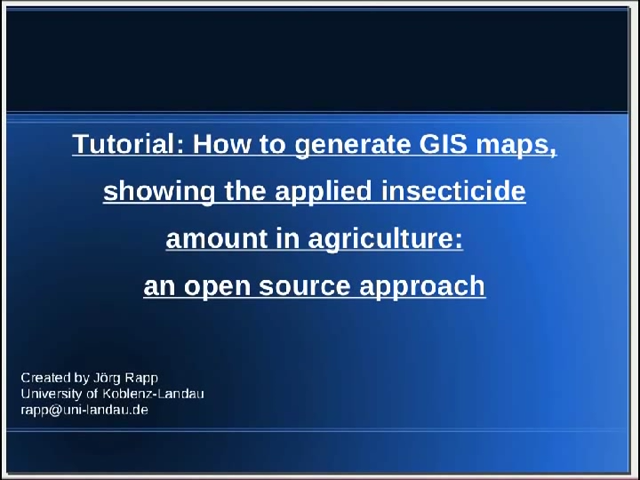 Tutorial: How to generate GIS maps,
showing the applied insecticide
amount in agriculture:
an open source approach
Created by Jörg Rapp
University of Koblenz-Landau
rapp@uni-landau.de